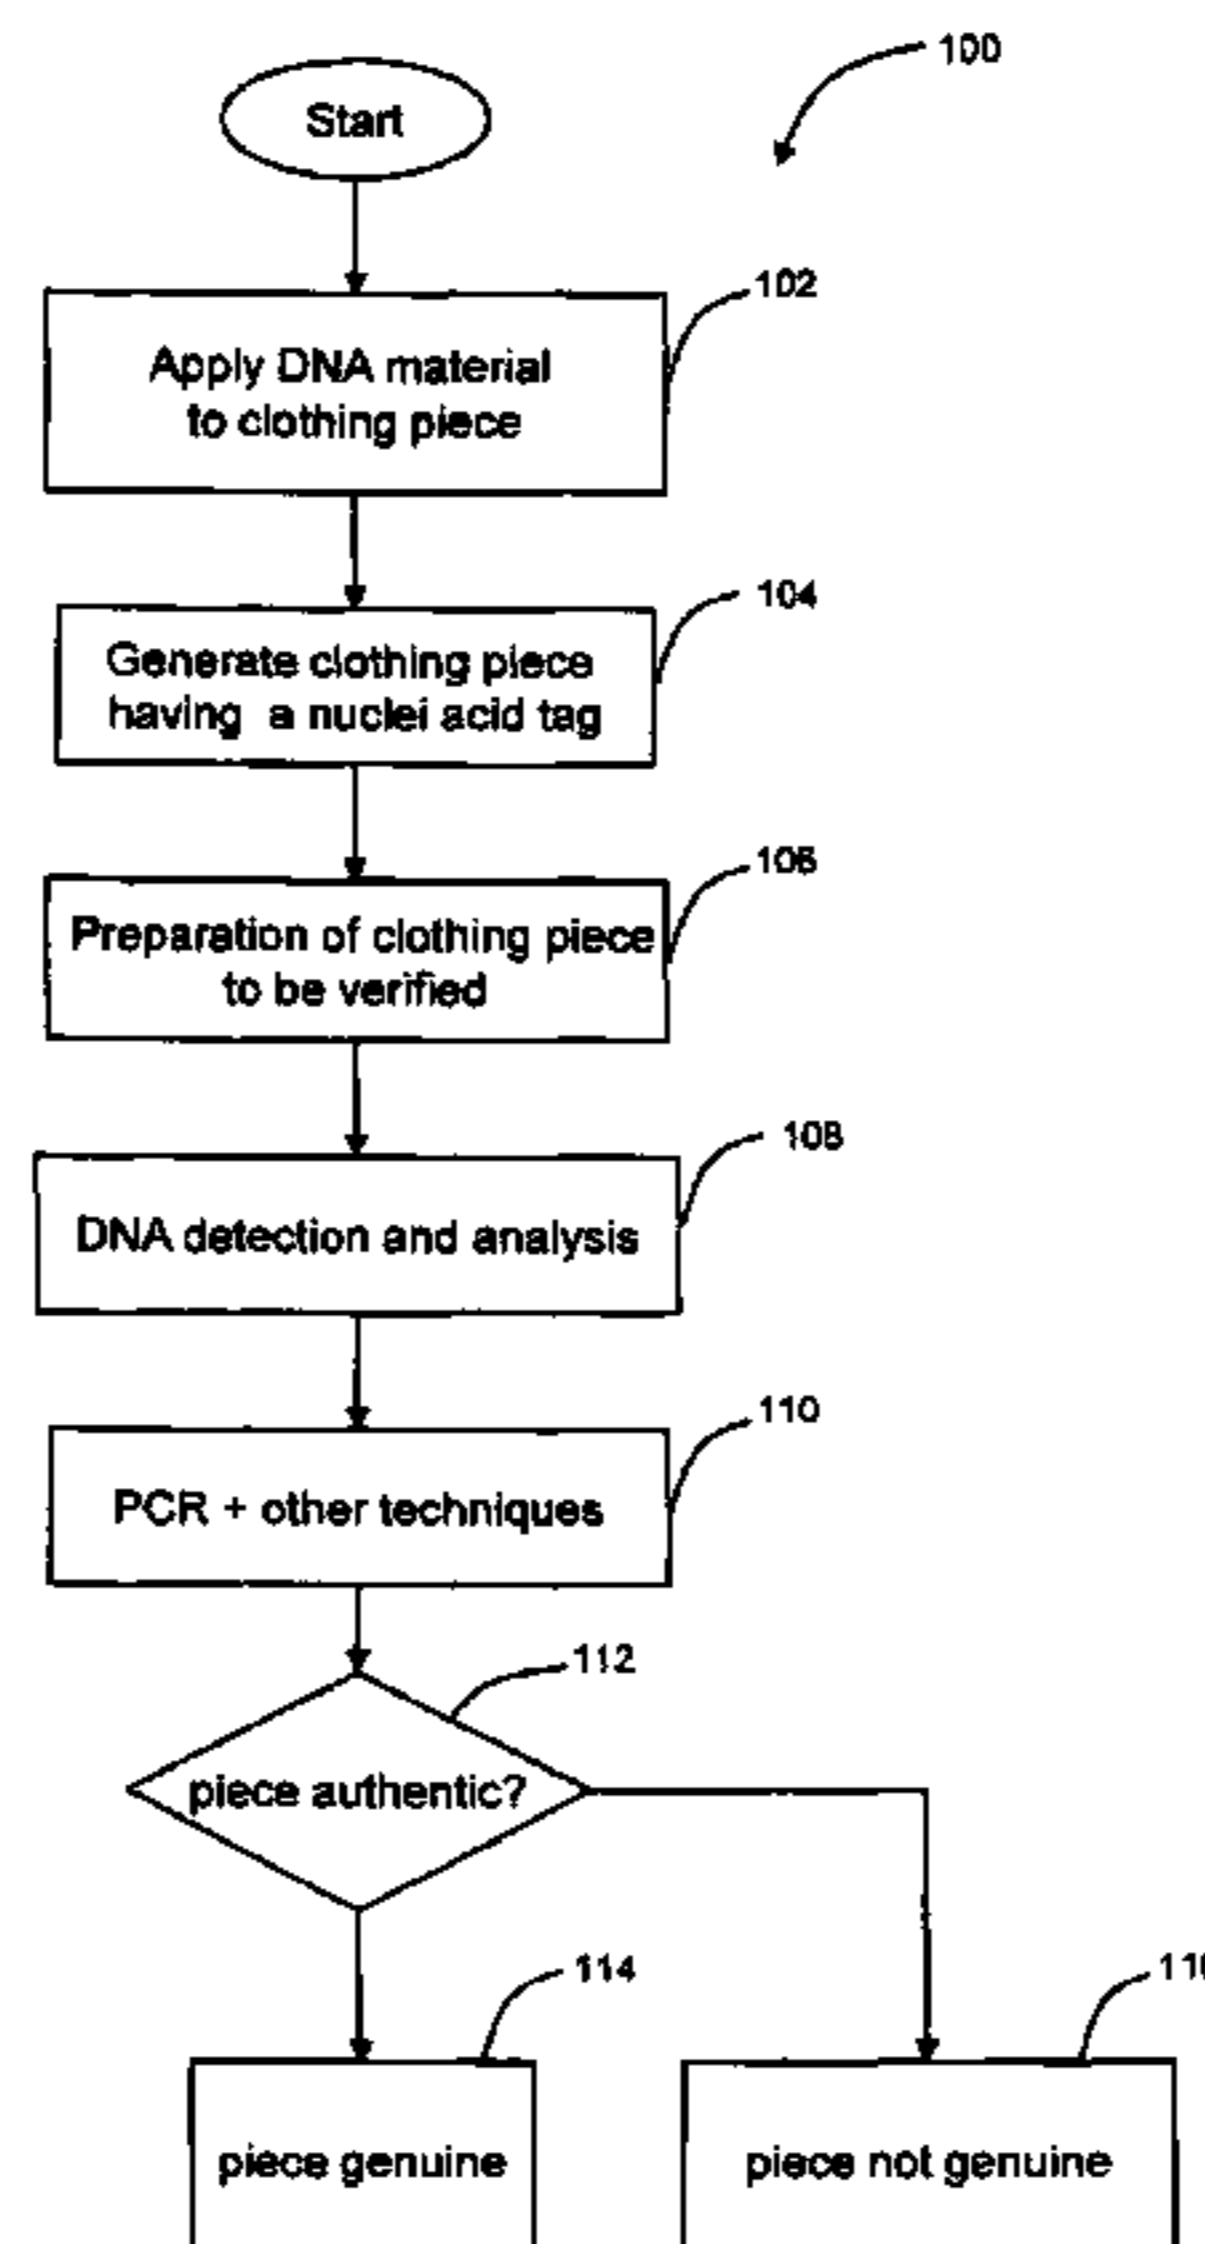 100
Start
102
Apply DNA material
to clothing piece
104
Generate clothing piece
having a nuclei acid tag
106
Preparation of clothing piece
to be verified
108
DNA detection and analysis
110
PCR + other techniques
112
piece authentic?
114
piece genuine
piece not genuine